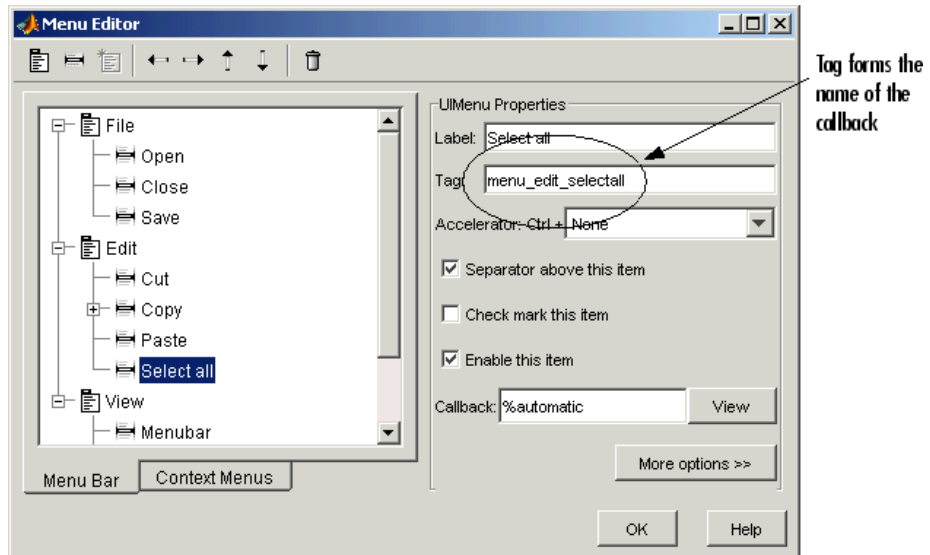 Menu Editor
File
Open
Close
Save
Edit
Cut
Copy
Paste
Select all
View
Menubar
Menu Bar
Context Menus
UIMenu Properties
Label: Select all
Tag: menu_edit_selectall
Accelerator: Ctrl + None
Separator above this item
Check mark this item
Enable this item
Callback: %automatic View
More options >>
OK Help
Tag forms the
name of the
callback